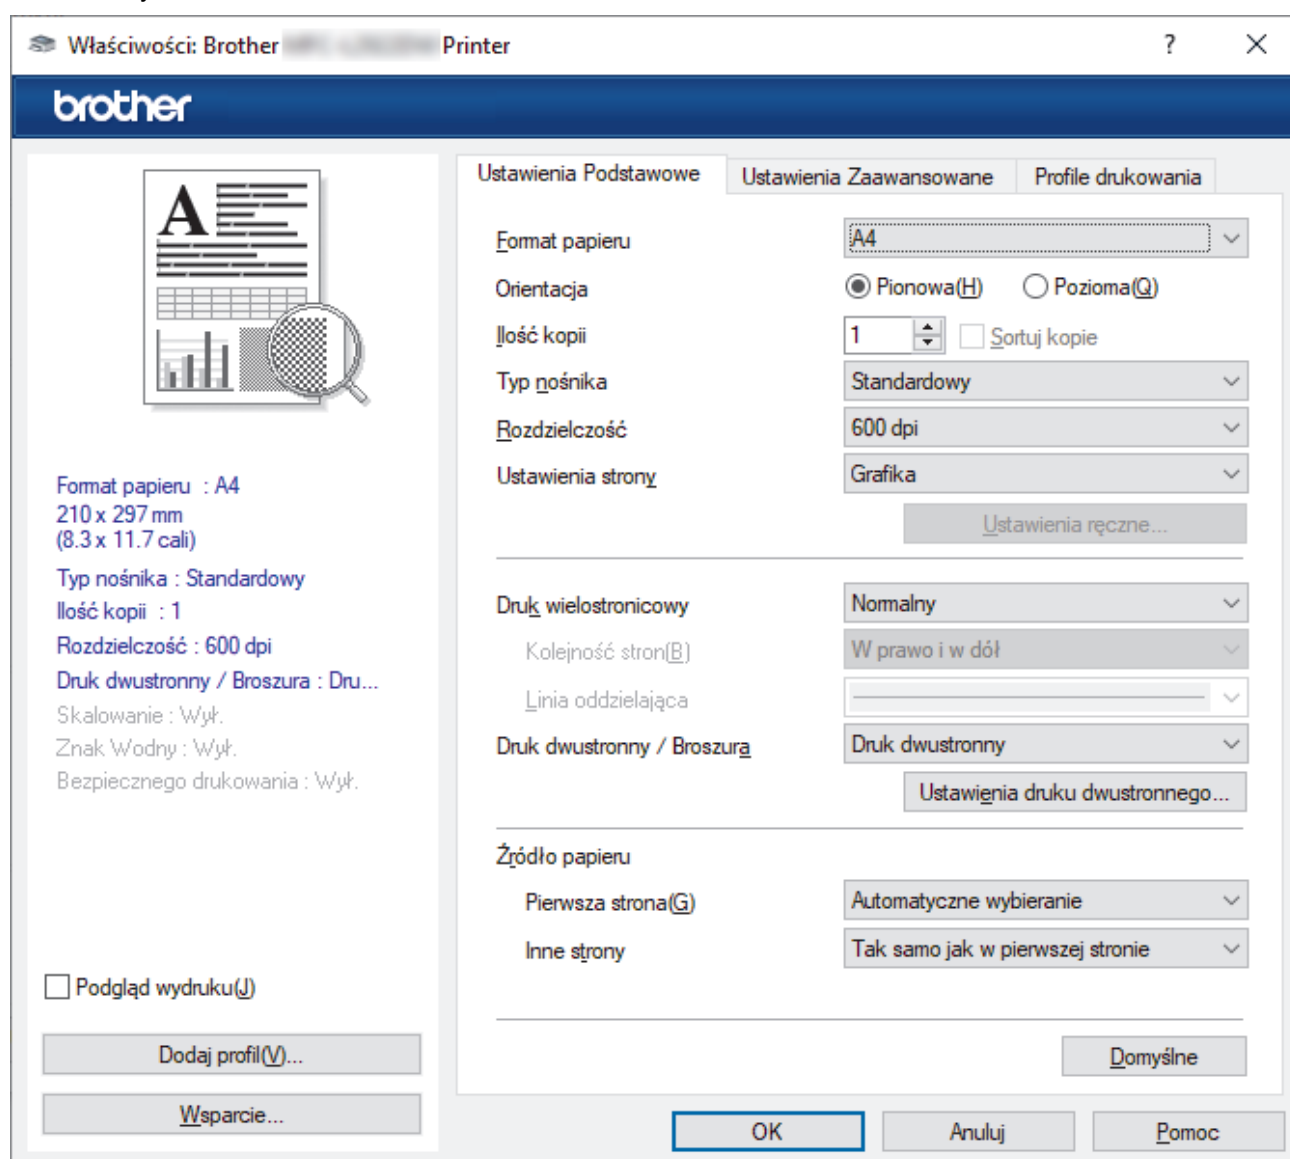 Właściwości: Brother Printer
brother
A
Format papieru : A4
210 x 297 mm
(8.3 x 11.7 cali)
Typ nośnika : Standardowy
Ilość kopii : 1
Rozdzielczość : 600 dpi
Druk dwustronny / Broszura : Dru...
Skalowanie : Wył.
Znak Wodny : Wył.
Bezpiecznego drukowania : Wył.
Podgląd wydruku(J)
Dodaj profil(V)...
Wsparcie...
Ustawienia Podstawowe Ustawienia Zaawansowane Profile drukowania
Format papieru A4
Orientacja Pionowa(H) Pozioma(Q)
Ilość kopii 1 Sortuj kopie
Typ nośnika Standardowy
Rozdzielczość 600 dpi
Ustawienia strony Grafika
Ustawienia ręczne...
Druk wielostronicowy Normalny
Kolejność stron(B) W prawo i w dół
Linia oddzielająca
Druk dwustronny / Broszura Druk dwustronny
Ustawienia druku dwustronnego...
Źródło papieru
Pierwsza strona(G) Automatyczne wybieranie
Inne strony Tak samo jak w pierwszej stronie
Domyślne
OK Anuluj Pomoc